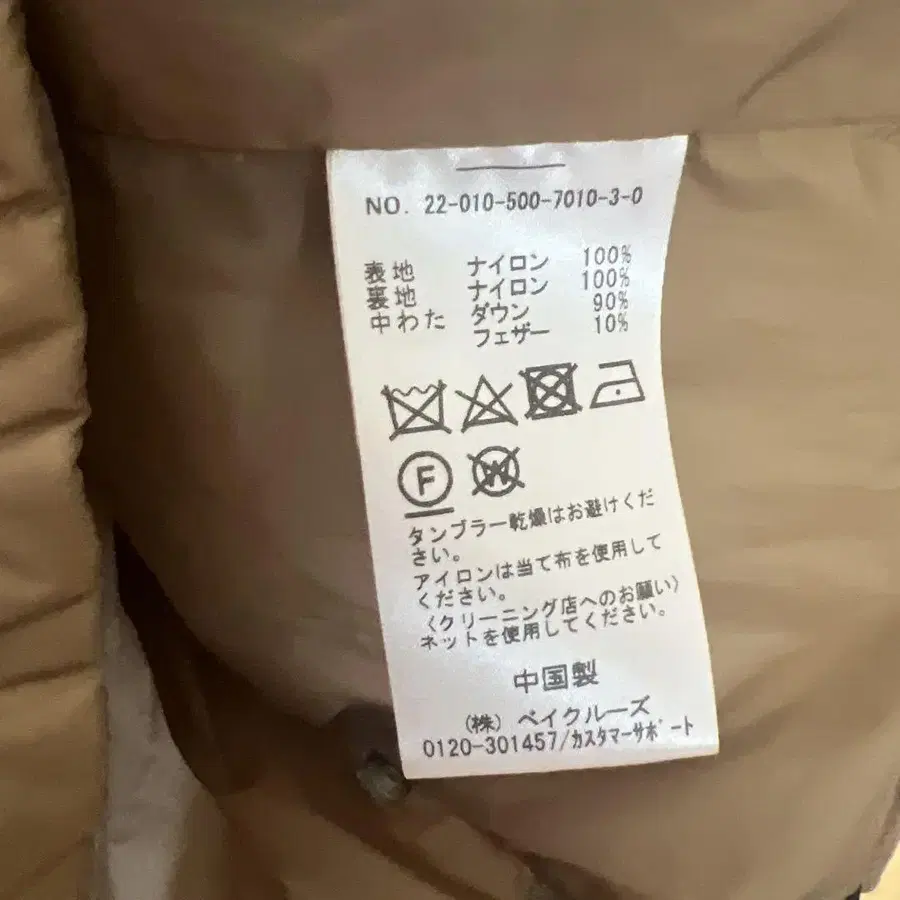 NO. 22-010-500-7010-3-0
表地 ナイロン 100%
裏地 ナイロン 100%
中わた ダウン 90%
フェザー 10%
F W
タンブラー乾燥はお避けくだ
さい。
アイロンは当て布を使用して
ください。
〈クリーニング店へのお願い〉
ネットを使用してください。
中国製
(株) ベイクルーズ
0120-301457/カスタマーサポート